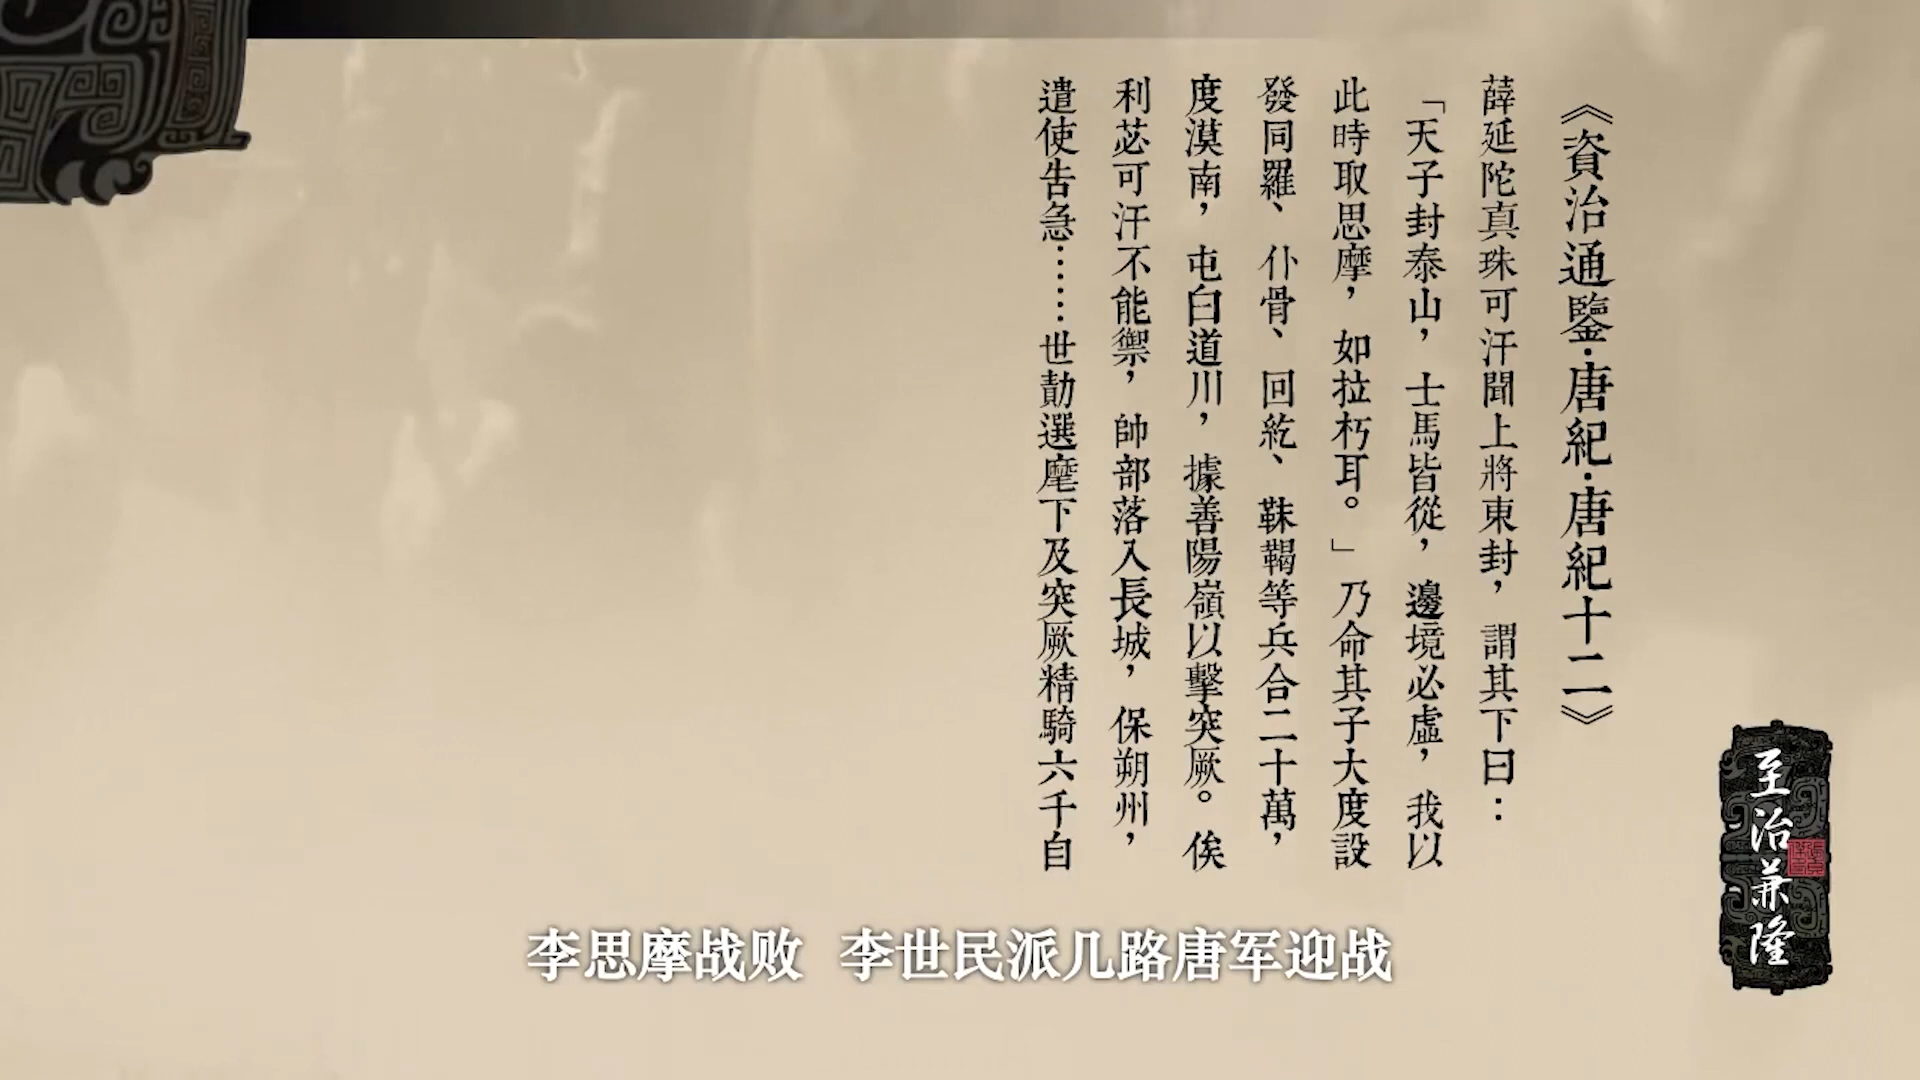 《資治通鑒·唐紀·唐紀十二》
薛延陀真珠可汗聞上將東封，謂其下曰：
「天子封泰山，士馬皆從，邊境必虛，我以
此時取思摩，如拉朽耳。」乃命其子大度設
發同羅、仆骨、回紇、靺鞨等兵合二十萬，
度漠南，屯白道川，據善陽嶺以擊突厥。俟
利苾可汗不能禦，帥部落入長城，保朔州，
遣使告急……世勣選麾下及突厥精騎六千自
至治兼隆
李思摩战败 李世民派几路唐军迎战